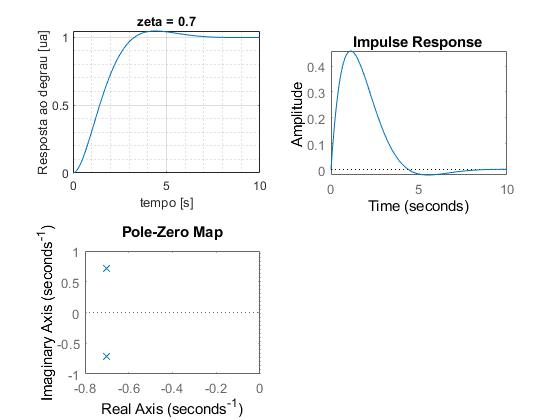 zeta = 0.7
Resposta ao degrau [ua]
1
0.5
0
0 5 10
tempo [s]
Impulse Response
Amplitude
0.4
0.3
0.2
0.1
0
0 5 10
Time (seconds)
Pole-Zero Map
Imaginary Axis (seconds⁻¹)
1
0.5
0
-0.5
-1
-0.8 -0.6 -0.4 -0.2 0
Real Axis (seconds⁻¹)